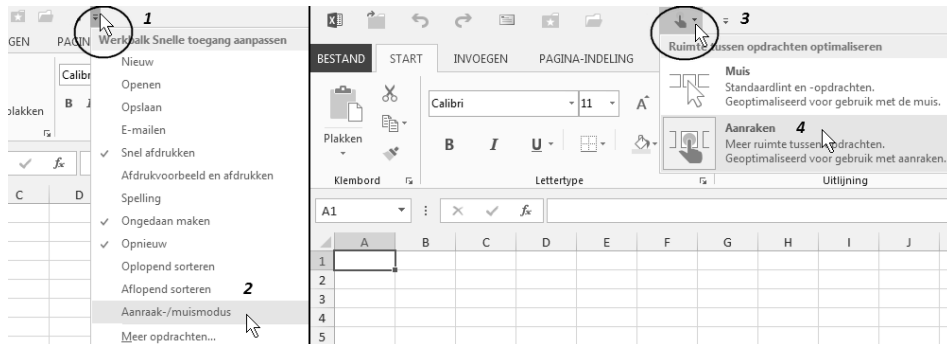 1
GEN PAGIN
Werkbalk Snelle toegang aanpassen
Calibr
B I
plakken
fx
C D
Nieuw
Openen
Opslaan
E-mailen
Snel afdrukken
Afdrukvoorbeeld en afdrukken
Spelling
Ongedaan maken
Opnieuw
Oplopend sorteren
Aflopend sorteren 2
Aanraak-/muismodus
Meer opdrachten...
3
BESTAND START INVOEGEN PAGINA-INDELING
Ruimte tussen opdrachten optimaliseren
Muis
Standaardlint en -opdrachten.
Geoptimaliseerd voor gebruik met de muis.
Aanraken 4
Meer ruimte tussen opdrachten.
Geoptimaliseerd voor gebruik met aanraken.
Calibri 11 A
Plakken
B I U
Klembord Lettertype Uitlijning
A1 fx
A B C D E F G H I J
1
2
3
4
5